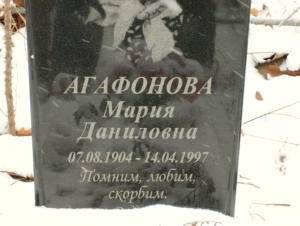 АГАФОНОВА
Мария
Даниловна
07.08.1904 - 14.04.1997
Помним, любим,
скорбим.